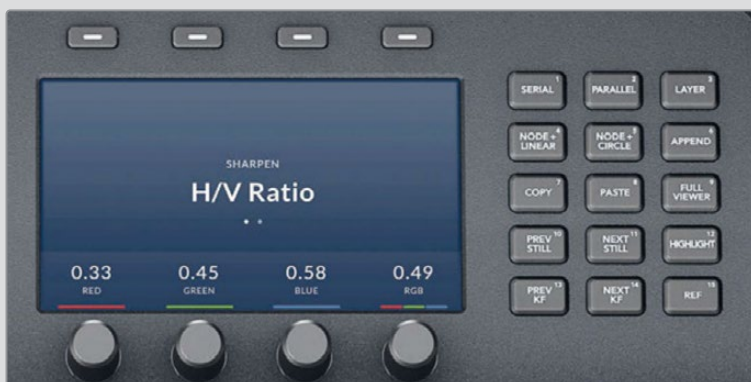 SHARPEN
H/V Ratio
0.33 0.45 0.58 0.49
RED GREEN BLUE RGB
SERIAL 1 PARALLEL 2 LAYER 3
NODE + 4 NODE + 5 APPEND 6
LINEAR CIRCLE
COPY 7 PASTE 8 FULL 9
VIEWER
PREV 10 NEXT 11 HIGHLIGHT 12
STILL STILL
PREV 13 NEXT 14 REF 15
KF KF